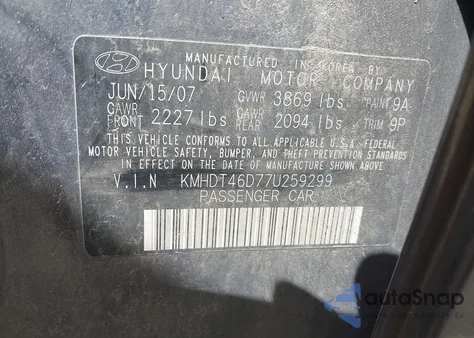 MANUFACTURED IN KOREA BY
HYUNDAI MOTOR COMPANY
JUN/15/07 GVWR 3869 lbs PAINT 9A
GAWR FRONT 2227 lbs GAWR REAR 2094 lbs TRIM 9P
THIS VEHICLE CONFORMS TO ALL APPLICABLE FEDERAL
MOTOR VEHICLE SAFETY, BUMPER, AND THEFT PREVENTION
STANDARDS IN EFFECT ON THE DATE OF MANUFACTURE SHOWN ABOVE.
V.I.N KMHDT46D77U259299
PASSENGER CAR
autaSnap